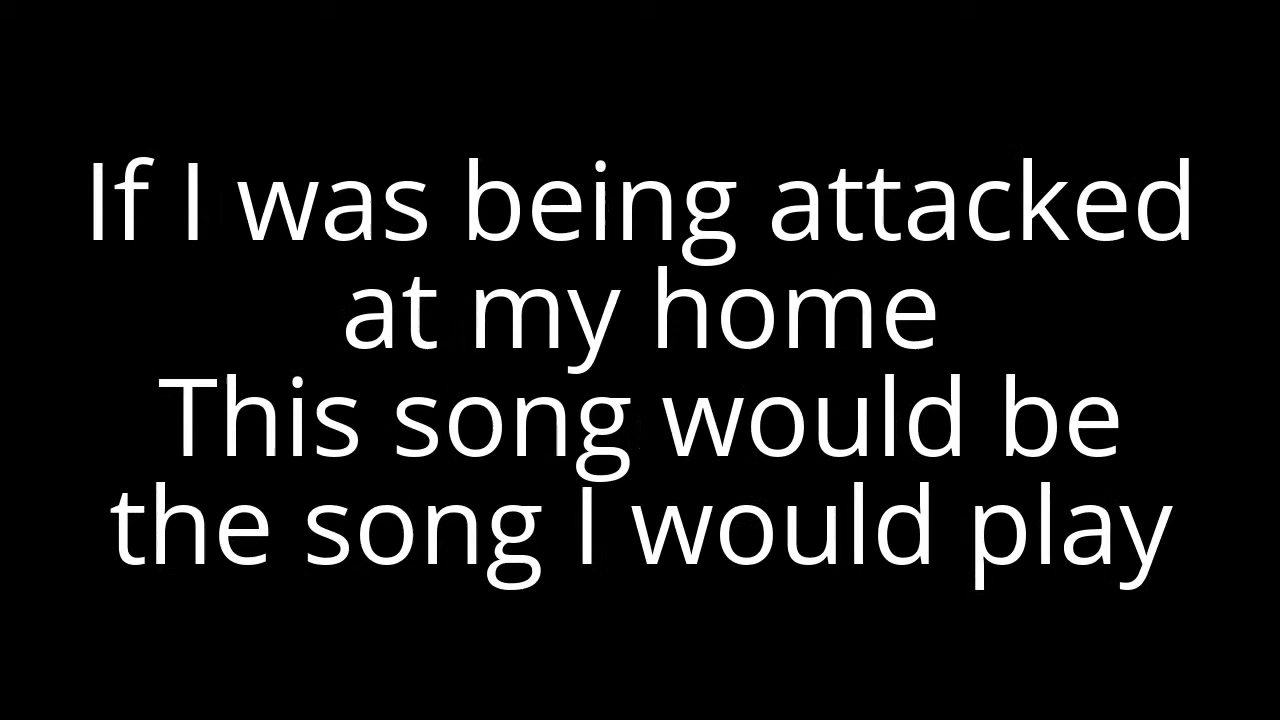 If I was being attacked
at my home
This song would be
the song I would play